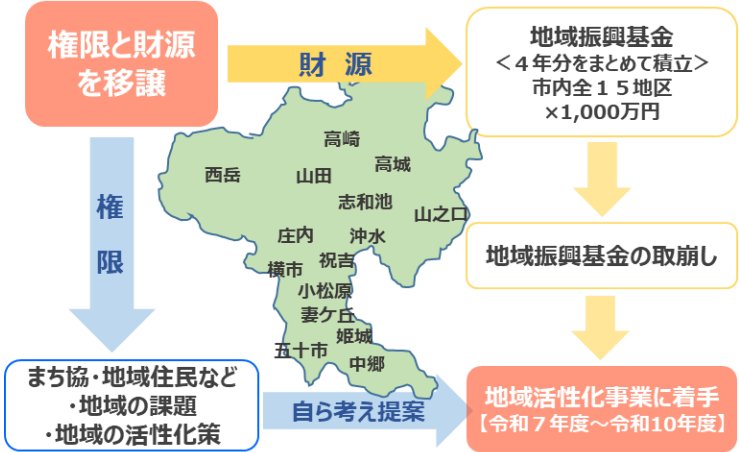 権限と財源
を移譲
財 源
地域振興基金
＜４年分をまとめて積立＞
市内全１５地区
×1,000万円
権
限
高崎
高城
西岳
山田
志和池
山之口
庄内
沖水
祝吉
横市
小松原
妻ケ丘
姫城
五十市
中郷
地域振興基金の取崩し
まち協・地域住民など
・地域の課題
・地域の活性化策
自ら考え提案
地域活性化事業に着手
【令和７年度～令和10年度】